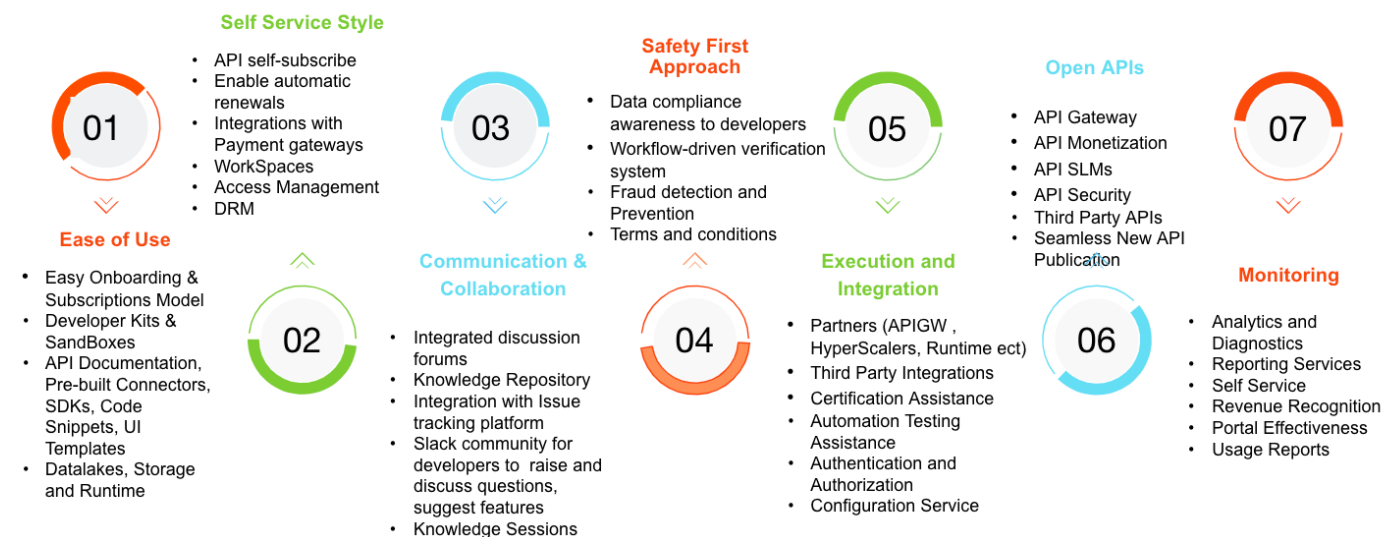 01
Ease of Use
• Easy Onboarding &
Subscriptions Model
• Developer Kits &
SandBoxes
• API Documentation,
Pre-built Connectors,
SDKs, Code
Snippets, UI
Templates
• Datalakes, Storage
and Runtime
Self Service Style
• API self-subscribe
• Enable automatic
renewals
• Integrations with
Payment gateways
• WorkSpaces
• Access Management
• DRM
02
03
Communication &
Collaboration
• Integrated discussion
forums
• Knowledge Repository
• Integration with Issue
tracking platform
• Slack community for
developers to raise and
discuss questions,
suggest features
• Knowledge Sessions
Safety First
Approach
• Data compliance
awareness to developers
• Workflow-driven verification
system
• Fraud detection and
Prevention
• Terms and conditions
04
05
Execution and
Integration
• Partners (APIGW ,
HyperScalers, Runtime ect)
• Third Party Integrations
• Certification Assistance
• Automation Testing
Assistance
• Authentication and
Authorization
• Configuration Service
Open APIs
• API Gateway
• API Monetization
• API SLMs
• API Security
• Third Party APIs
• Seamless New API
Publication
06
07
Monitoring
• Analytics and
Diagnostics
• Reporting Services
• Self Service
• Revenue Recognition
• Portal Effectiveness
• Usage Reports